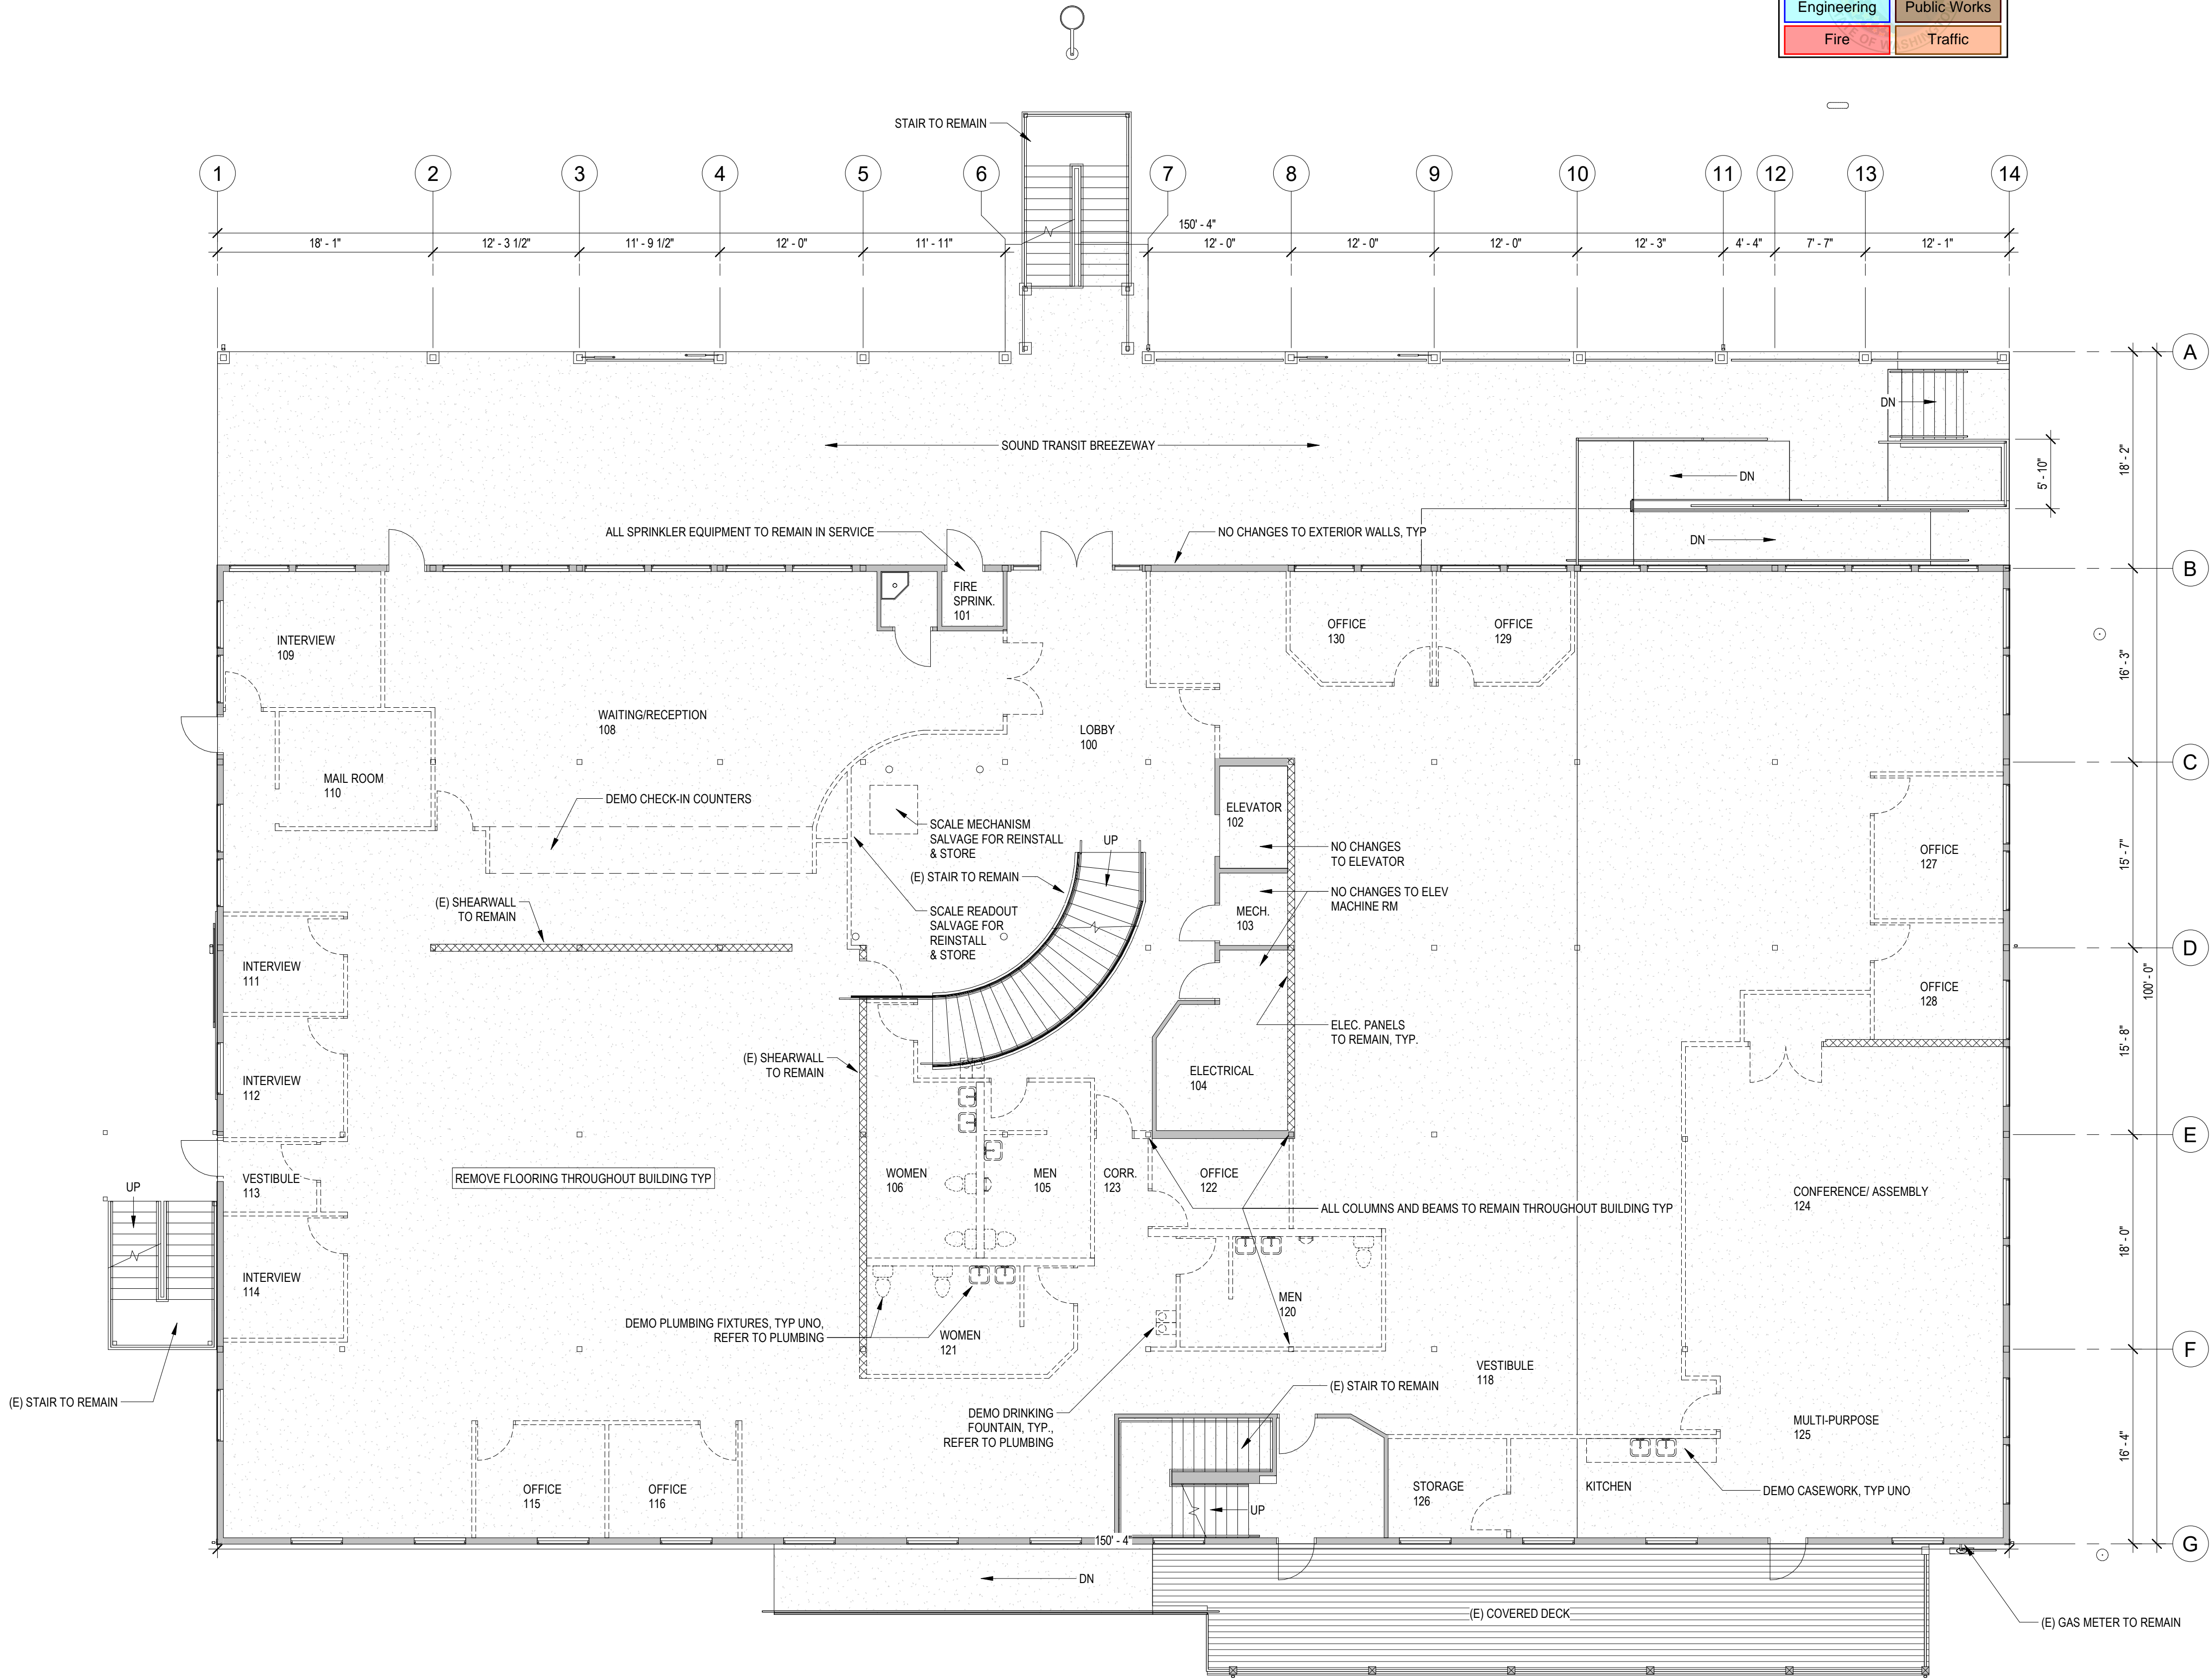 Engineering
Public Works
Fire
Traffic
STAIR TO REMAIN
1
2
3
4
5
6
7
8
9
10
11
12
13
14
150' - 4"
18' - 1"
12' - 3 1/2"
11' - 9 1/2"
12' - 0"
11' - 11"
12' - 0"
12' - 0"
12' - 0"
12' - 3"
4' - 4"
7' - 7"
12' - 1"
A
DN
SOUND TRANSIT BREEZEWAY
DN
5' - 10"
18' - 2"
ALL SPRINKLER EQUIPMENT TO REMAIN IN SERVICE
NO CHANGES TO EXTERIOR WALLS, TYP
DN
B
FIRE
SPRINK.
101
OFFICE
130
OFFICE
129
INTERVIEW
109
16' - 3"
WAITING/RECEPTION
108
LOBBY
100
C
MAIL ROOM
110
DEMO CHECK-IN COUNTERS
ELEVATOR
102
SCALE MECHANISM
SALVAGE FOR REINSTALL
& STORE
UP
NO CHANGES
TO ELEVATOR
OFFICE
127
15' - 7"
(E) STAIR TO REMAIN
NO CHANGES TO ELEV
MACHINE RM
(E) SHEARWALL
TO REMAIN
SCALE READOUT
SALVAGE FOR
REINSTALL
& STORE
MECH.
103
D
INTERVIEW
111
OFFICE
128
100' - 0"
ELEC. PANELS
TO REMAIN, TYP.
15' - 8"
(E) SHEARWALL
TO REMAIN
INTERVIEW
112
ELECTRICAL
104
E
VESTIBULE
113
UP
REMOVE FLOORING THROUGHOUT BUILDING TYP
WOMEN
106
MEN
105
CORR.
123
OFFICE
122
CONFERENCE/ ASSEMBLY
124
ALL COLUMNS AND BEAMS TO REMAIN THROUGHOUT BUILDING TYP
18' - 0"
INTERVIEW
114
MEN
120
DEMO PLUMBING FIXTURES, TYP UNO,
REFER TO PLUMBING
WOMEN
121
F
VESTIBULE
118
(E) STAIR TO REMAIN
(E) STAIR TO REMAIN
DEMO DRINKING
FOUNTAIN, TYP.,
REFER TO PLUMBING
MULTI-PURPOSE
125
16' - 4"
OFFICE
115
OFFICE
116
STORAGE
126
KITCHEN
DEMO CASEWORK, TYP UNO
UP
150' - 4"
G
DN
(E) COVERED DECK
(E) GAS METER TO REMAIN